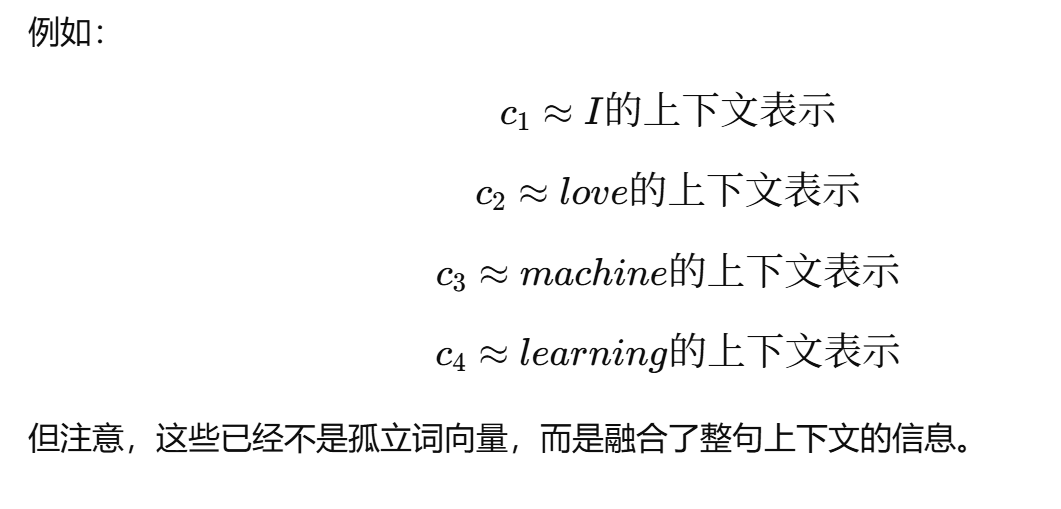 例如：
c₁ ≈ I的上下文表示
c₂ ≈ love的上下文表示
c₃ ≈ machine的上下文表示
c₄ ≈ learning的上下文表示
但注意，这些已经不是孤立词向量，而是融合了整句上下文的信息。